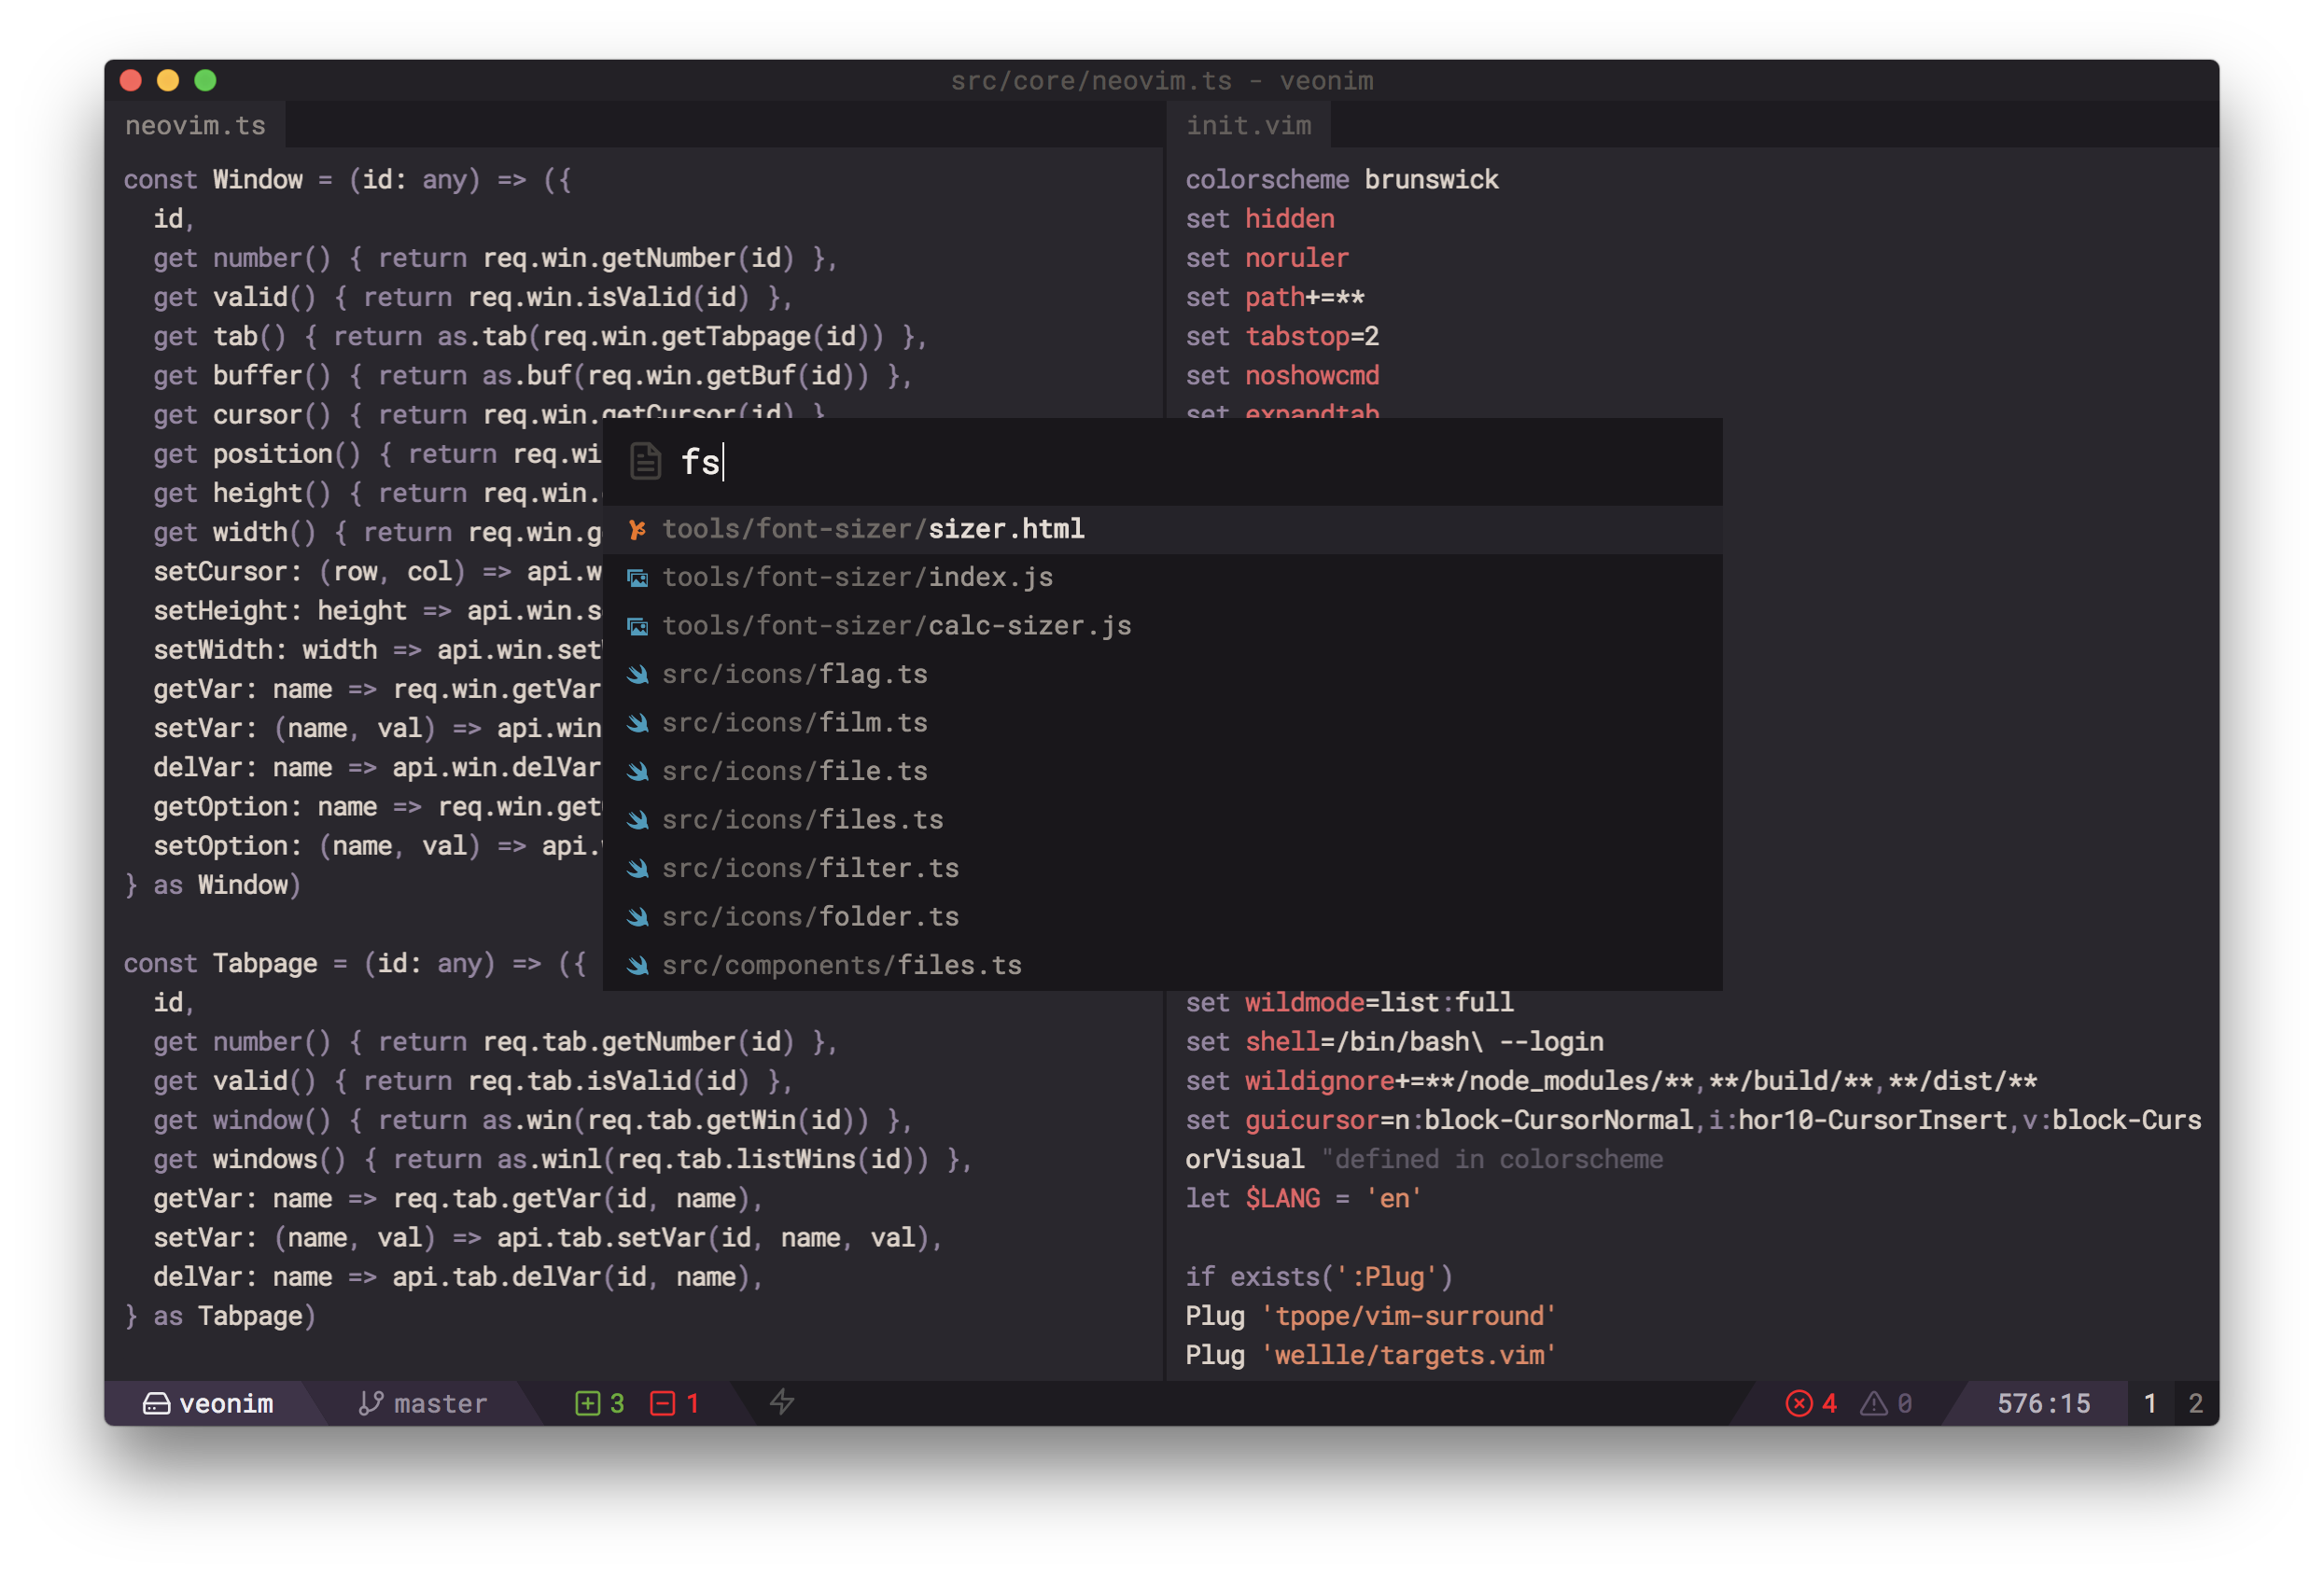 src/core/neovim.ts - veonim
neovim.ts
const Window = (id: any) => ({
  id,
  get number() { return req.win.getNumber(id) },
  get valid() { return req.win.isValid(id) },
  get tab() { return as.tab(req.win.getTabpage(id)) },
  get buffer() { return as.buf(req.win.getBuf(id)) },
  get cursor() { return req.win.getCursor(id) }
  get position() { return req.wi
  get height() { return req.win.
  get width() { return req.win.g
  setCursor: (row, col) => api.w
  setHeight: height => api.win.s
  setWidth: width => api.win.set
  getVar: name => req.win.getVar
  setVar: (name, val) => api.win
  delVar: name => api.win.delVar
  getOption: name => req.win.get
  setOption: (name, val) => api.
} as Window)
const Tabpage = (id: any) => ({
  id,
  get number() { return req.tab.getNumber(id) },
  get valid() { return req.tab.isValid(id) },
  get window() { return as.win(req.tab.getWin(id)) },
  get windows() { return as.winl(req.tab.listWins(id)) },
  getVar: name => req.tab.getVar(id, name),
  setVar: (name, val) => api.tab.setVar(id, name, val),
  delVar: name => api.tab.delVar(id, name),
} as Tabpage)
init.vim
colorscheme brunswick
set hidden
set noruler
set path+=**
set tabstop=2
set noshowcmd
set expandtab
fs
tools/font-sizer/sizer.html
tools/font-sizer/index.js
tools/font-sizer/calc-sizer.js
src/icons/flag.ts
src/icons/film.ts
src/icons/file.ts
src/icons/files.ts
src/icons/filter.ts
src/icons/folder.ts
src/components/files.ts
set wildmode=list:full
set shell=/bin/bash\ --login
set wildignore+=**/node_modules/**,**/build/**,**/dist/**
set guicursor=n:block-CursorNormal,i:hor10-CursorInsert,v:block-Curs
orVisual "defined in colorscheme
let $LANG = 'en'
if exists(':Plug')
Plug 'tpope/vim-surround'
Plug 'wellle/targets.vim'
veonim master 3 1 4 0 576:15 1 2